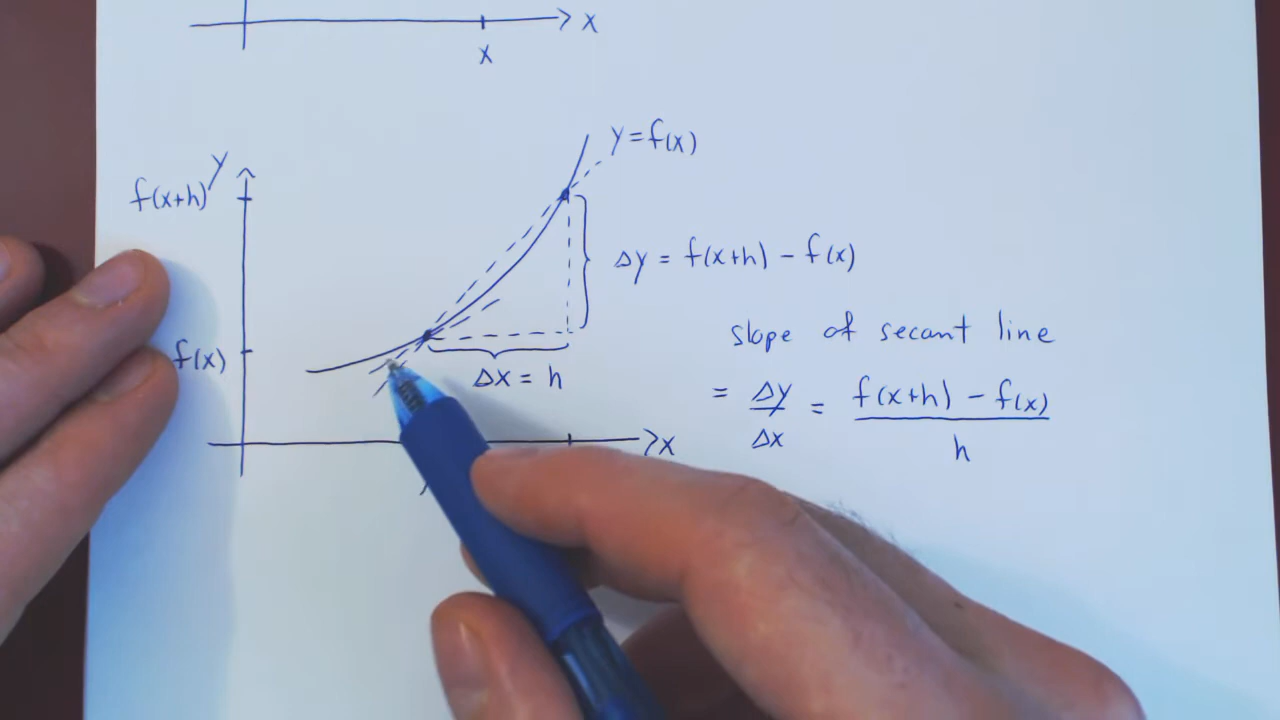 x
x
y
y = f(x)
f(x+h)
Δy = f(x+h) - f(x)
slope of secant line
f(x)
Δx = h
= Δy/Δx = f(x+h) - f(x)/h
x